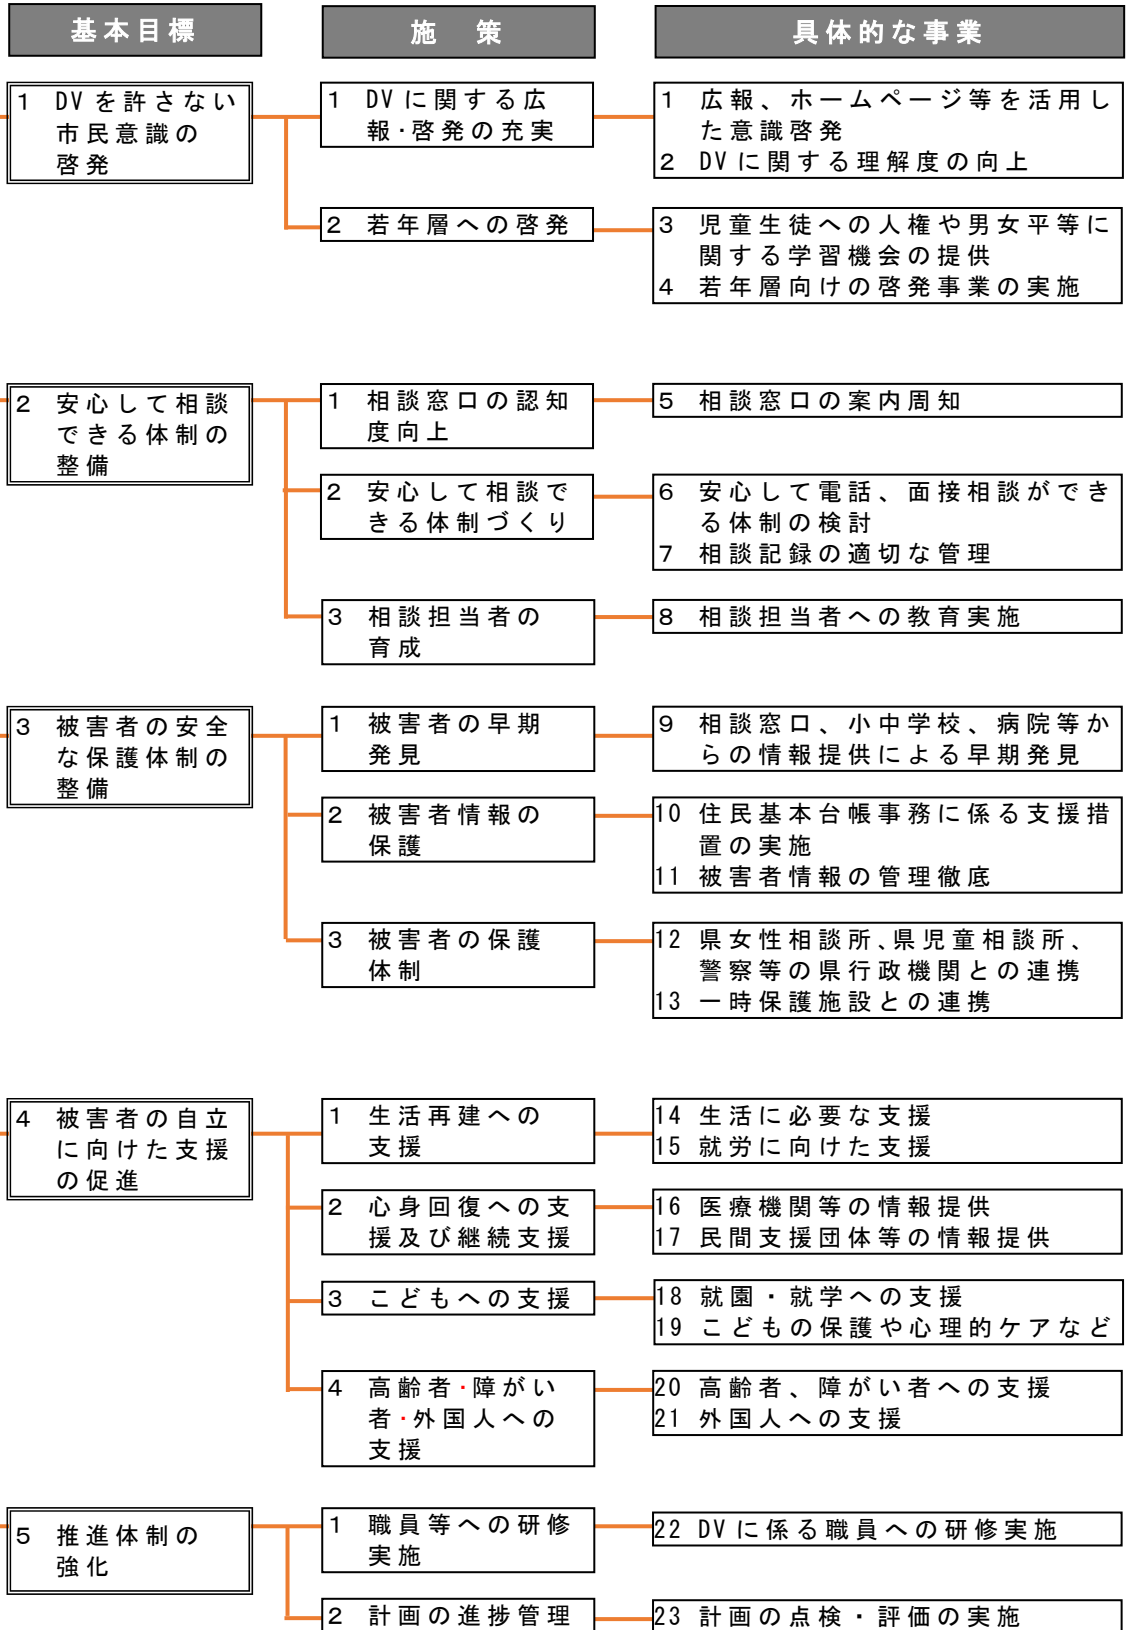 基本目標
施　策
具体的な事業
1 DVを許さない
市民意識の
啓発
1 DVに関する広
報・啓発の充実
1 広報、ホームページ等を活用し
た意識啓発
2 DVに関する理解度の向上
2 若年層への啓発
3 児童生徒への人権や男女平等に
関する学習機会の提供
4 若年層向けの啓発事業の実施
2 安心して相談
できる体制の
整備
1 相談窓口の認知
度向上
5 相談窓口の案内周知
2 安心して相談で
きる体制づくり
6 安心して電話、面接相談ができ
る体制の検討
7 相談記録の適切な管理
3 相談担当者の
育成
8 相談担当者への教育実施
3 被害者の安全
な保護体制の
整備
1 被害者の早期
発見
9 相談窓口、小中学校、病院等か
らの情報提供による早期発見
2 被害者情報の
保護
10 住民基本台帳事務に係る支援措
置の実施
11 被害者情報の管理徹底
3 被害者の保護
体制
12 県女性相談所、県児童相談所、
警察等の県行政機関との連携
13 一時保護施設との連携
4 被害者の自立
に向けた支援
の促進
1 生活再建への
支援
14 生活に必要な支援
15 就労に向けた支援
2 心身回復への支
援及び継続支援
16 医療機関等の情報提供
17 民間支援団体等の情報提供
3 こどもへの支援
18 就園・就学への支援
19 こどもの保護や心理的ケアなど
4 高齢者・障がい
者・外国人への
支援
20 高齢者、障がい者への支援
21 外国人への支援
5 推進体制の
強化
1 職員等への研修
実施
22 DVに係る職員への研修実施
2 計画の進捗管理
23 計画の点検・評価の実施